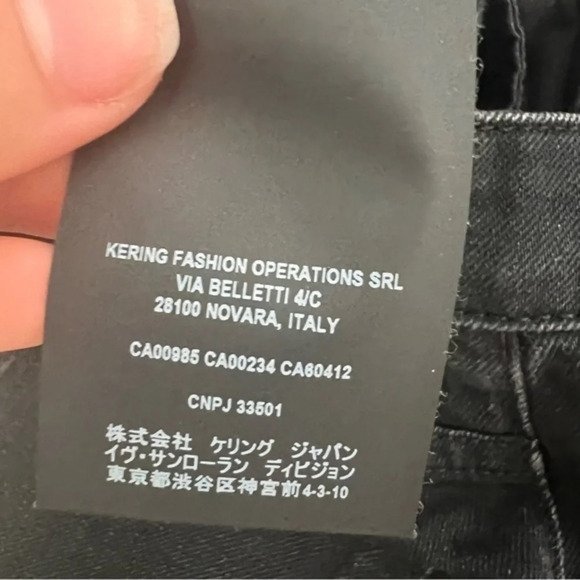 KERING FASHION OPERATIONS SRL
VIA BELLETTI 4/C
28100 NOVARA, ITALY
CA00985 CA00234 CA60412
CNPJ 33501
株式会社 ケリング ジャパン
イヴ・サンローラン ディビジョン
東京都渋谷区神宮前4-3-10